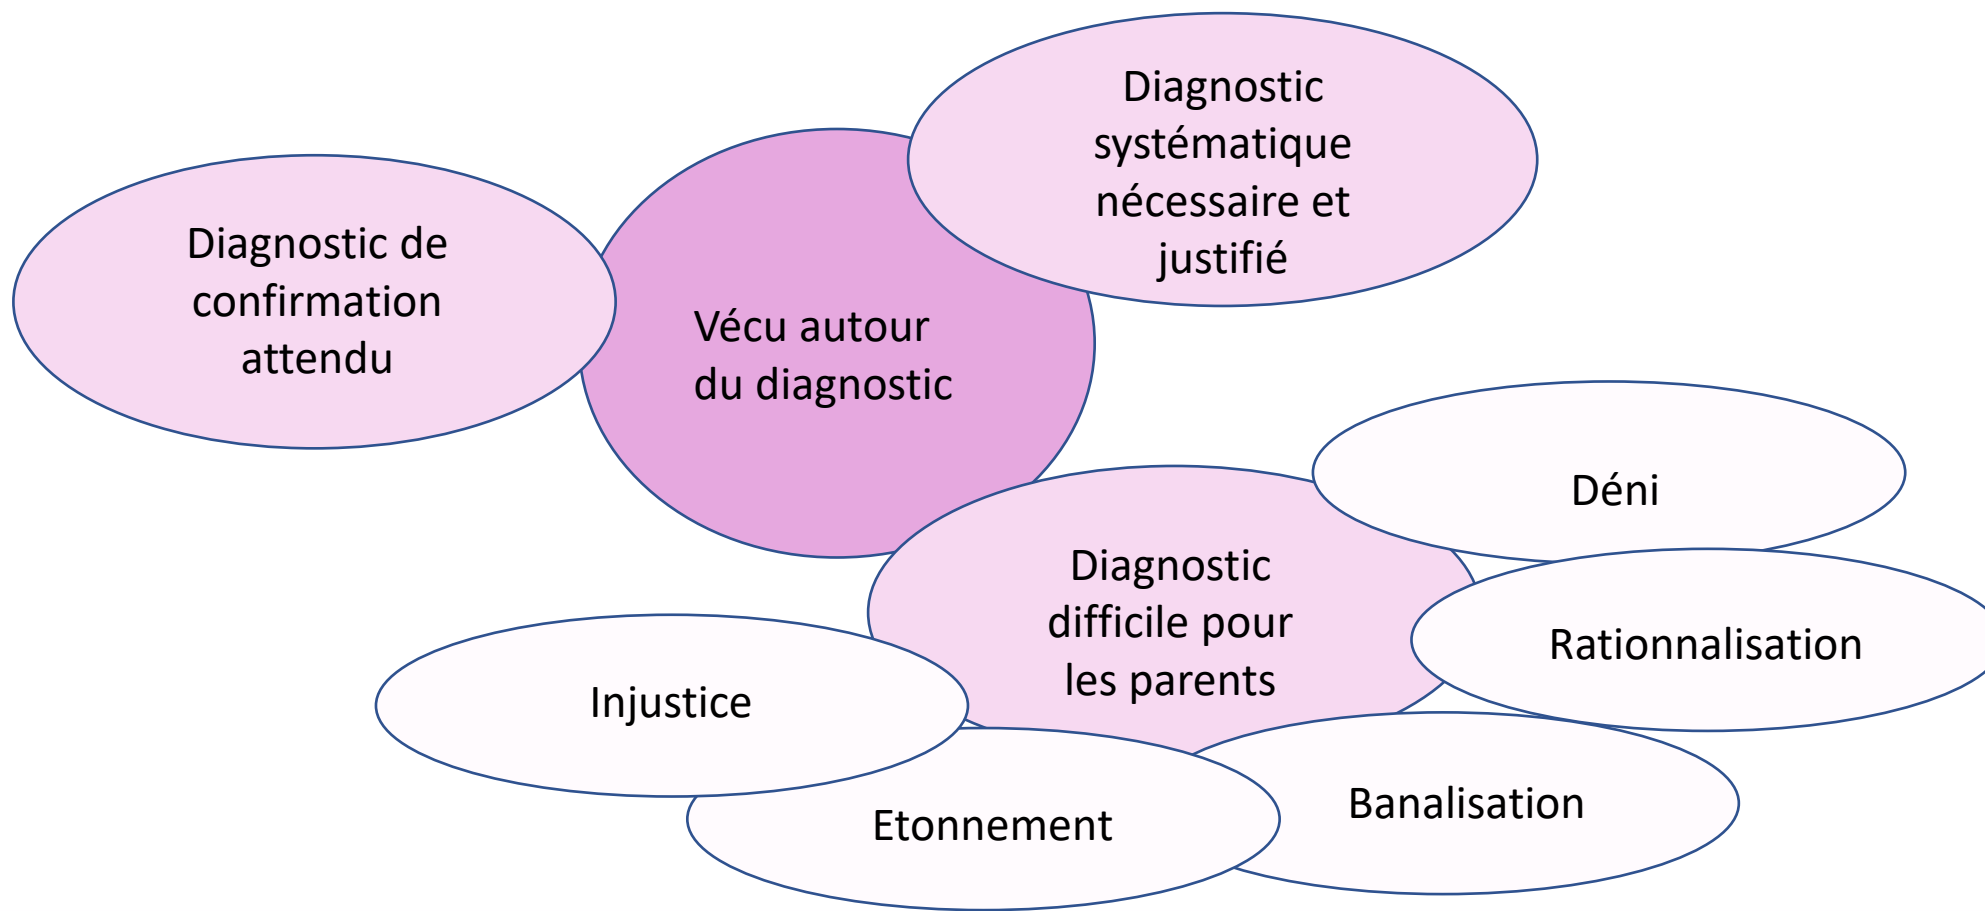 Diagnostic
systématique
nécessaire et
justifié
Diagnostic de
confirmation
attendu
Vécu autour
du diagnostic
Déni
Diagnostic
difficile pour
les parents
Rationnalisation
Injustice
Banalisation
Etonnement